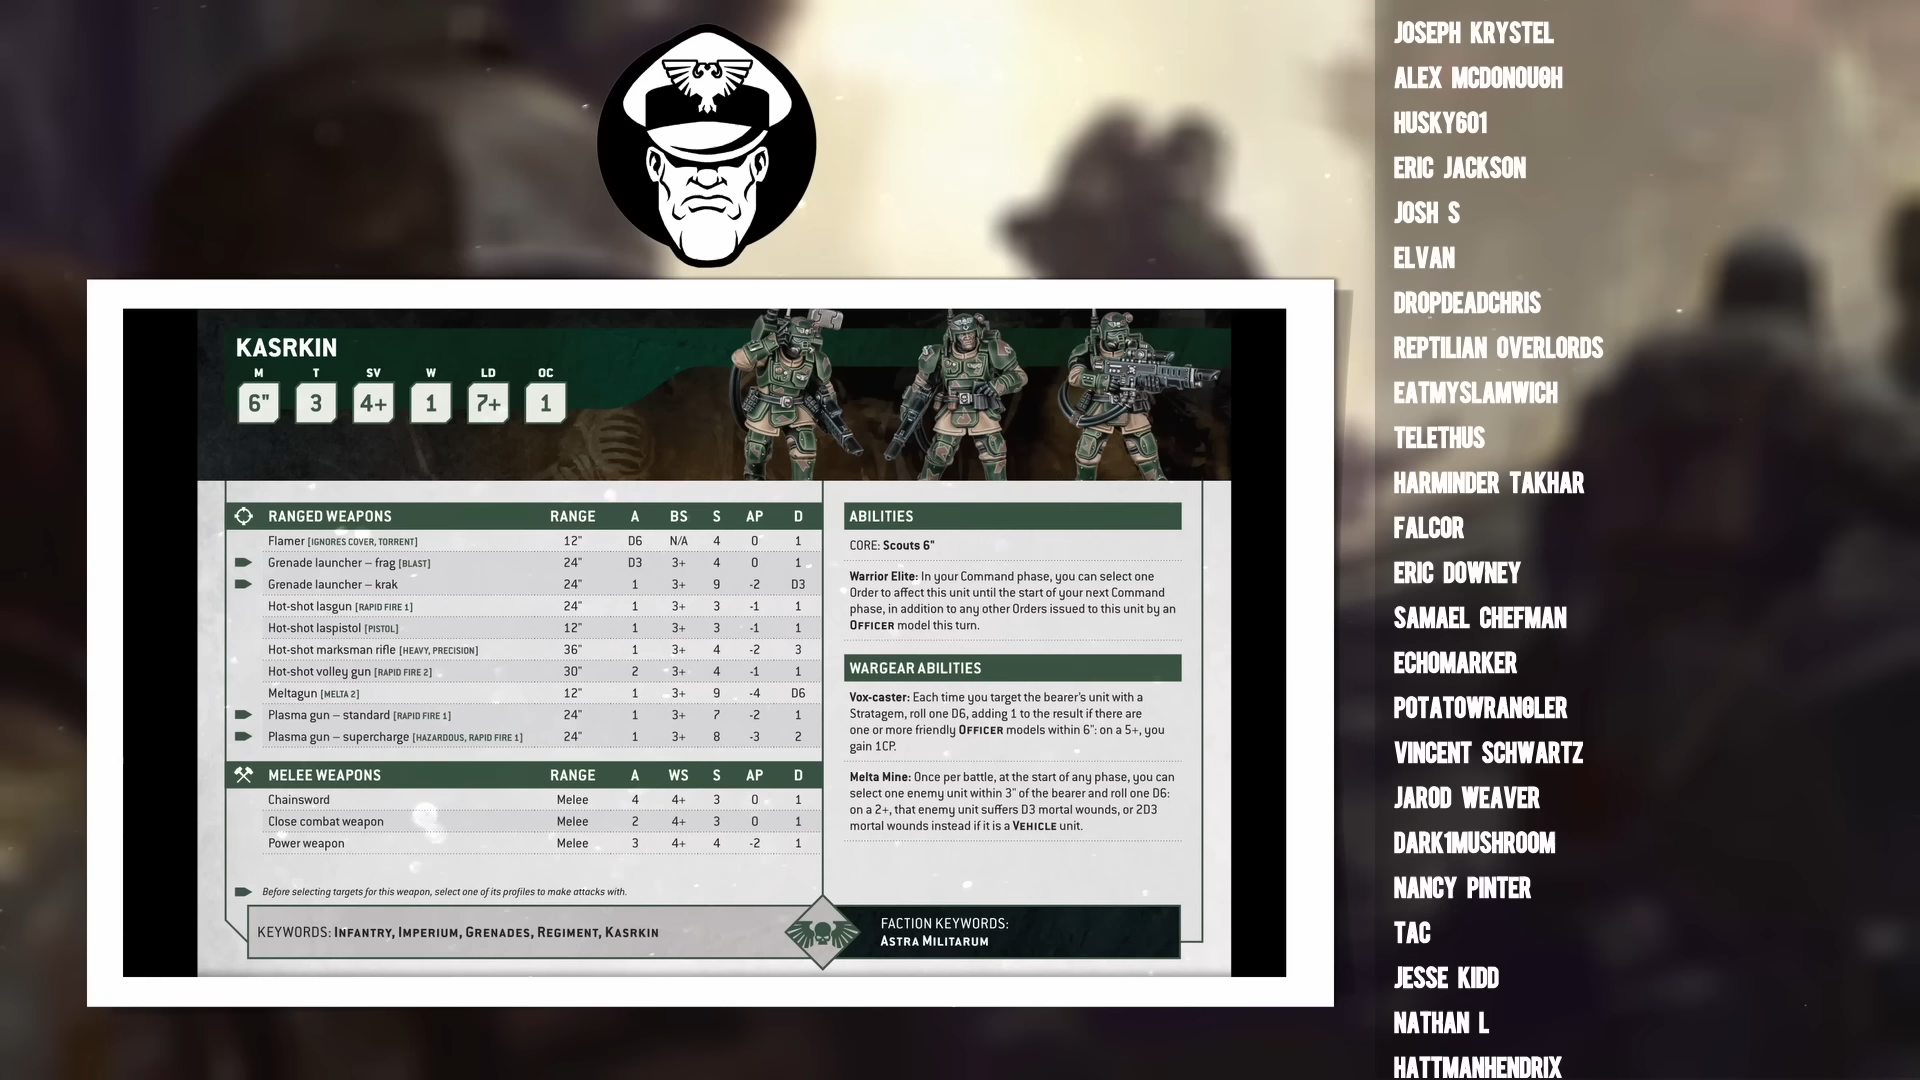 KASRKIN
M T SV W LD OC
6" 3 4+ 1 7+ 1
RANGED WEAPONS RANGE A BS S AP D
Flamer [IGNORES COVER, TORRENT] 12" D6 N/A 4 0 1
Grenade launcher – frag [BLAST] 24" D3 3+ 4 0 1
Grenade launcher – krak 24" 1 3+ 9 -2 D3
Hot-shot lasgun [RAPID FIRE 1] 24" 1 3+ 3 -1 1
Hot-shot laspistol [PISTOL] 12" 1 3+ 3 -1 1
Hot-shot marksman rifle [HEAVY, PRECISION] 36" 1 3+ 4 -2 3
Hot-shot volley gun [RAPID FIRE 2] 30" 2 3+ 4 -1 1
Meltagun [MELTA 2] 12" 1 3+ 9 -4 D6
Plasma gun – standard [RAPID FIRE 1] 24" 1 3+ 7 -2 1
Plasma gun – supercharge [HAZARDOUS, RAPID FIRE 1] 24" 1 3+ 8 -3 2
MELEE WEAPONS RANGE A WS S AP D
Chainsword Melee 4 4+ 3 0 1
Close combat weapon Melee 2 4+ 3 0 1
Power weapon Melee 3 4+ 4 -2 1
Before selecting targets for this weapon, select one of its profiles to make attacks with.
KEYWORDS: INFANTRY, IMPERIUM, GRENADES, REGIMENT, KASRKIN
ABILITIES
CORE: Scouts 6"
Warrior Elite: In your Command phase, you can select one
Order to affect this unit until the start of your next Command
phase, in addition to any other Orders issued to this unit by an
OFFICER model this turn.
WARGEAR ABILITIES
Vox-caster: Each time you target the bearer's unit with a
Stratagem, roll one D6, adding 1 to the result if there are
one or more friendly OFFICER models within 6": on a 5+, you
gain 1CP.
Melta Mine: Once per battle, at the start of any phase, you can
select one enemy unit within 3" of the bearer and roll one D6:
on a 2+, that enemy unit suffers D3 mortal wounds, or 2D3
mortal wounds instead if it is a VEHICLE unit.
FACTION KEYWORDS:
ASTRA MILITARUM
JOSEPH KRYSTEL
ALEX MCDONOUGH
HUSKY601
ERIC JACKSON
JOSH S
ELVAN
DROPDEADCHRIS
REPTILIAN OVERLORDS
EATMYSLAMWICH
TELETHUS
HARMINDER TAKHAR
FALCOR
ERIC DOWNEY
SAMAEL CHEFMAN
ECHOMARKER
POTATOWRANGLER
VINCENT SCHWARTZ
JAROD WEAVER
DARK1MUSHROOM
NANCY PINTER
TAC
JESSE KIDD
NATHAN L
HATTMANHENDRIX